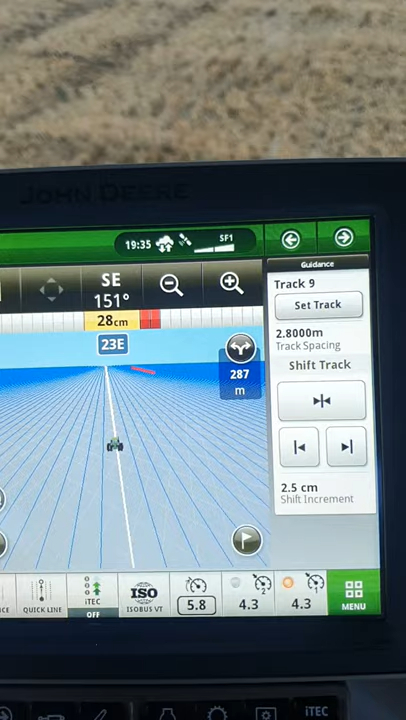 JOHN DEERE
19:35
SF1
SE
151°
28cm
23E
287
m
Guidance
Track 9
Set Track
2.8000m
Track Spacing
Shift Track
2.5 cm
Shift Increment
QUICK LINE
iTEC
OFF
ISO
ISOBUS VT
5.8
2
4.3
1
4.3
MENU
iTEC